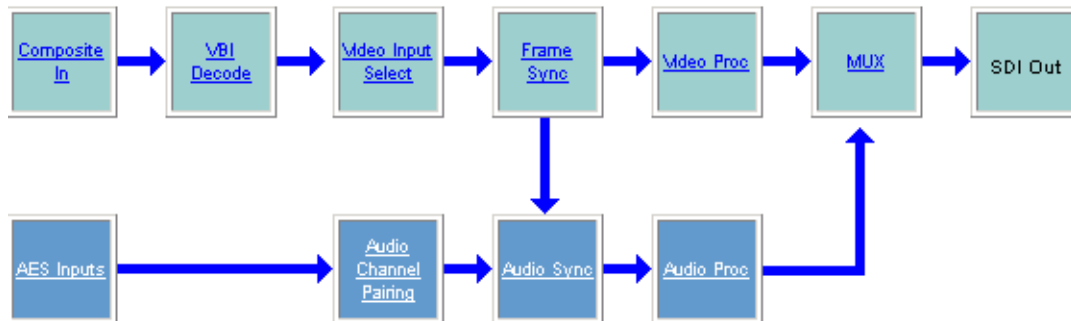 Composite
In
VBI
Decode
Video Input
Select
Frame
Sync
Video Proc
MUX
SDI Out
AES Inputs
Audio
Channel
Pairing
Audio Sync
Audio Proc